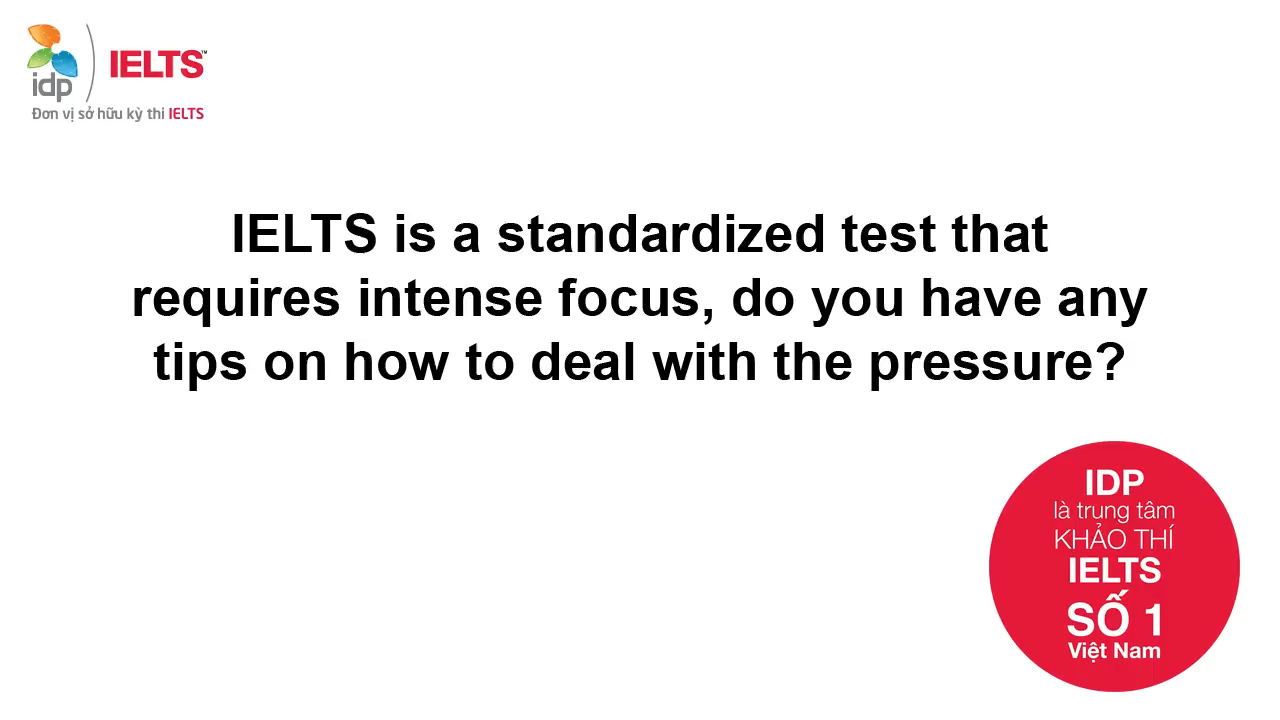 idp
IELTS™
Đơn vị sở hữu kỳ thi IELTS
IELTS is a standardized test that
requires intense focus, do you have any
tips on how to deal with the pressure?
IDP
là trung tâm
KHẢO THÍ
IELTS
SỐ 1
Việt Nam